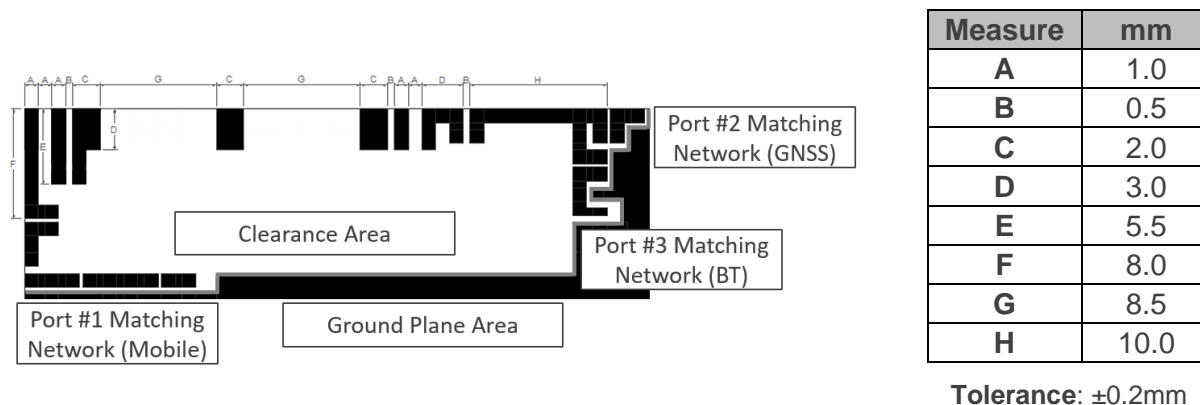 A A A B C G C G C B A A D B H
D
E
F
Port #2 Matching
Network (GNSS)
Clearance Area
Port #3 Matching
Network (BT)
Port #1 Matching
Network (Mobile)
Ground Plane Area
Measure mm
A 1.0
B 0.5
C 2.0
D 3.0
E 5.5
F 8.0
G 8.5
H 10.0
Tolerance: ±0.2mm